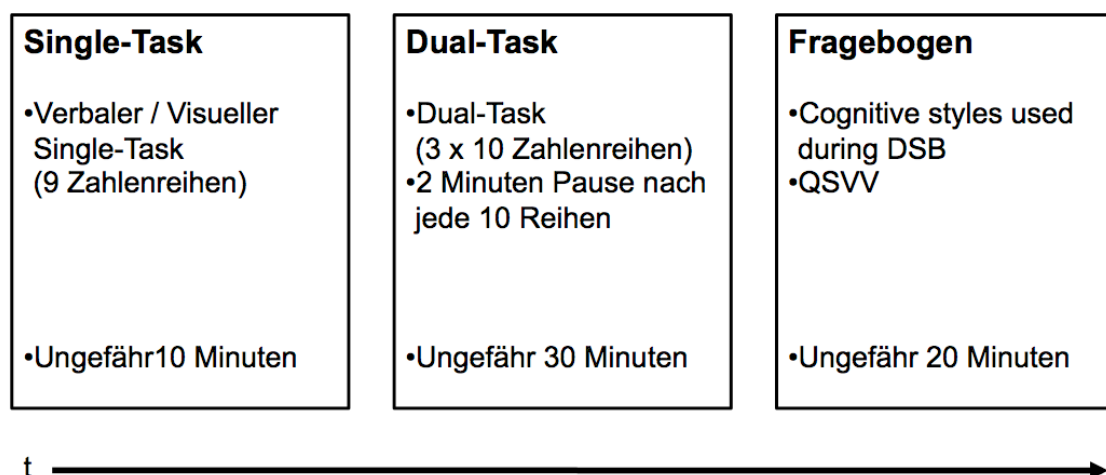 Single-Task
•Verbaler / Visueller
Single-Task
(9 Zahlenreihen)
•Ungefähr10 Minuten
Dual-Task
•Dual-Task
(3 x 10 Zahlenreihen)
•2 Minuten Pause nach
jede 10 Reihen
•Ungefähr 30 Minuten
Fragebogen
•Cognitive styles used
during DSB
•QSVV
•Ungefähr 20 Minuten
t